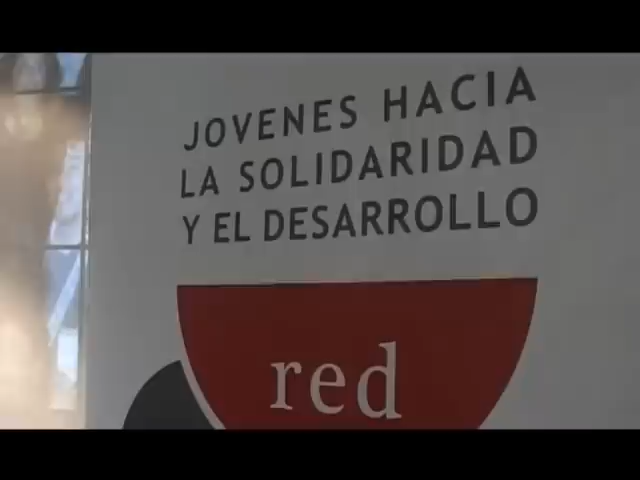 JOVENES HACIA
LA SOLIDARIDAD
Y EL DESARROLLO
red